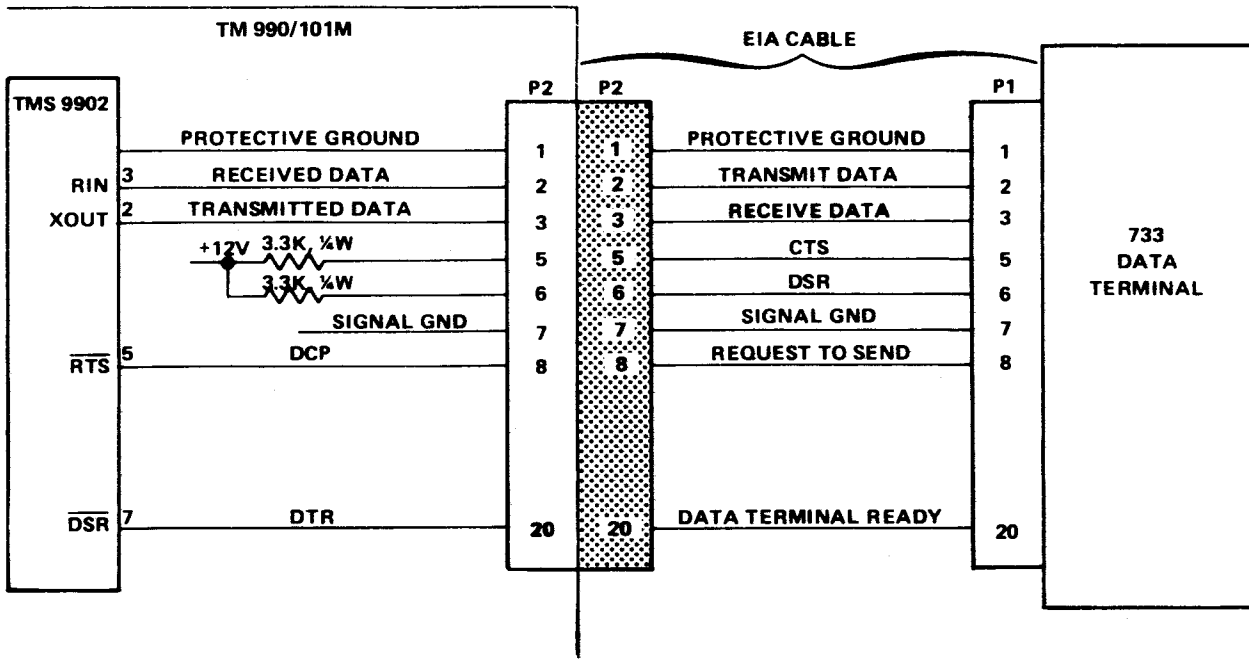 TM 990/101M
EIA CABLE
TMS 9902
P2
P2
P1
PROTECTIVE GROUND
1
1
PROTECTIVE GROUND
1
RIN
3
RECEIVED DATA
2
2
TRANSMIT DATA
2
XOUT
2
TRANSMITTED DATA
3
3
RECEIVE DATA
3
+12V
3.3K, ¼W
5
5
CTS
5
3.3K, ¼W
6
6
DSR
6
SIGNAL GND
7
7
SIGNAL GND
7
RTS
5
DCP
8
8
REQUEST TO SEND
8
733
DATA
TERMINAL
DSR
7
DTR
20
20
DATA TERMINAL READY
20